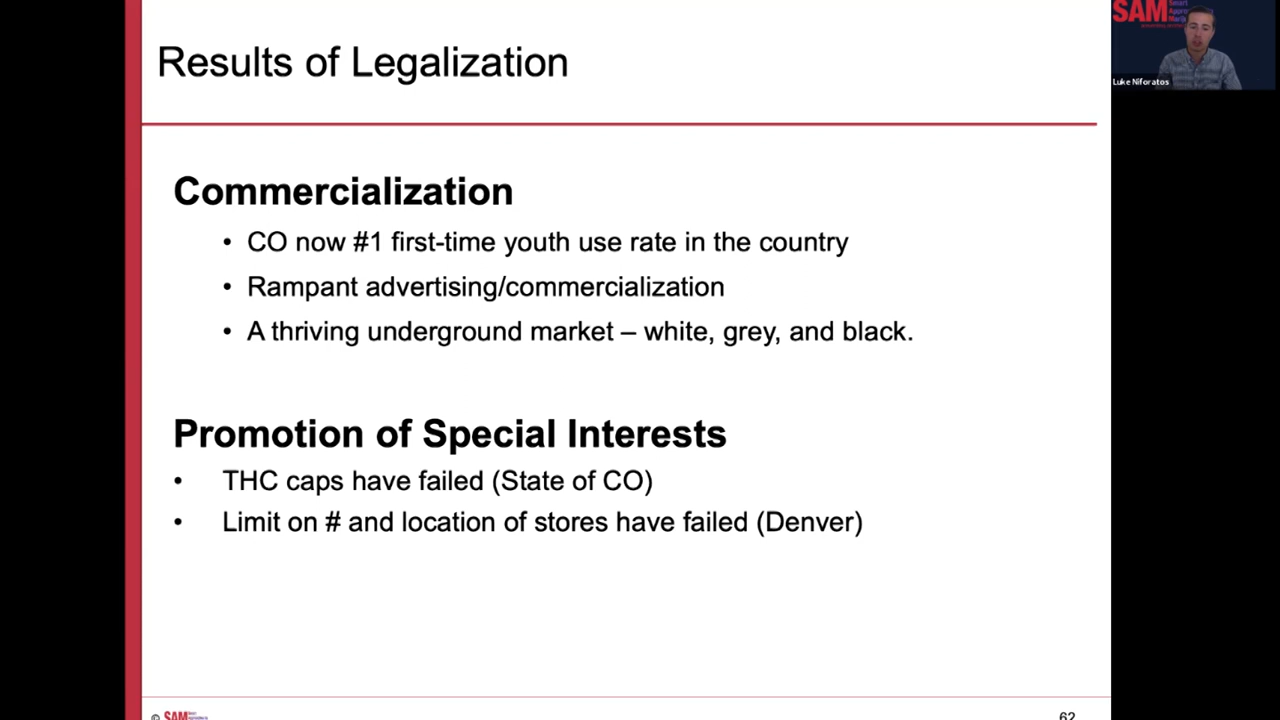 Results of Legalization
SAM
Smart
Luke Niforatos
Commercialization
• CO now #1 first-time youth use rate in the country
• Rampant advertising/commercialization
• A thriving underground market – white, grey, and black.
Promotion of Special Interests
• THC caps have failed (State of CO)
• Limit on # and location of stores have failed (Denver)
© SAM
62